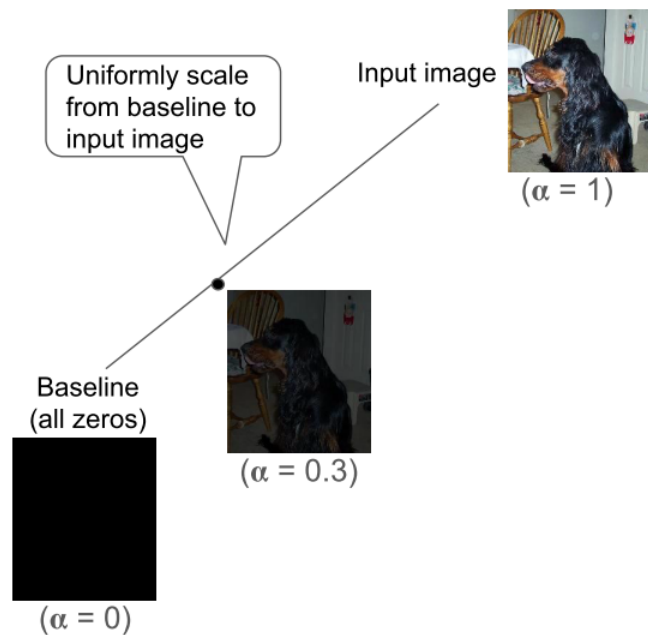 Uniformly scale
from baseline to
input image
Input image
(α = 1)
(α = 0.3)
Baseline
(all zeros)
(α = 0)